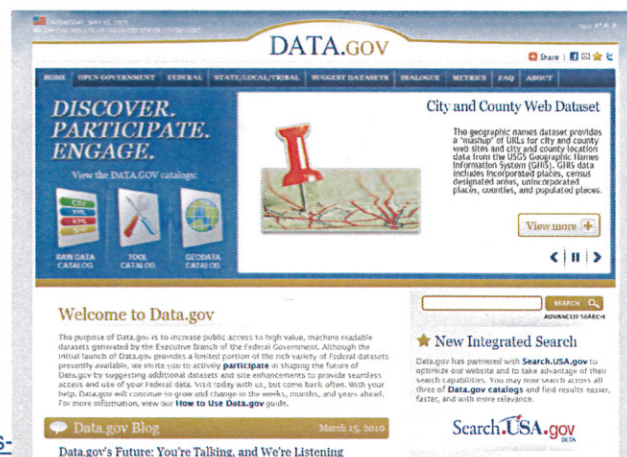 DATA.GOV
Share
HOME OPEN GOVERNMENT FEDERAL STATE/LOCAL/TRIBAL SUGGEST DATASETS DIALOGUE METRICS FAQ ABOUT
DISCOVER.
PARTICIPATE.
ENGAGE.
View the DATA.GOV catalogs:
CSV
XML
KML
SHP
RAW DATA CATALOG
TOOL CATALOG
GEODATA CATALOG
City and County Web Dataset
The geographic names dataset provides
a "mashup" of URLs for city and county
web sites and city and county location
data from the USGS Geographic Names
Information System (GNIS). GNIS data
includes incorporated places, census
designated areas, unincorporated
places, counties, and populated places.
View more +
Welcome to Data.gov
The purpose of Data.gov is to increase public access to high value, machine readable
datasets generated by the Executive Branch of the Federal Government. Although the
initial launch of Data.gov provides a limited portion of the rich variety of Federal datasets
presently available, we invite you to actively participate in shaping the future of
Data.gov by suggesting additional datasets and site enhancements to provide seamless
access and use of your Federal data. Visit today with us, but come back often. With your
help, Data.gov will continue to grow and change in the weeks, months, and years ahead.
For more information, view our How to Use Data.gov guide.
SEARCH
ADVANCED SEARCH
New Integrated Search
Data.gov has partnered with Search.USA.gov to
optimize our website and to take advantage of their
search capabilities. You may now search across all
three of Data.gov catalogs and find results easier,
faster, and with more relevance.
Search.USA.gov
BETA
Data.gov Blog March 15, 2010
Data.gov's Future: You're Talking, and We're Listening
s-